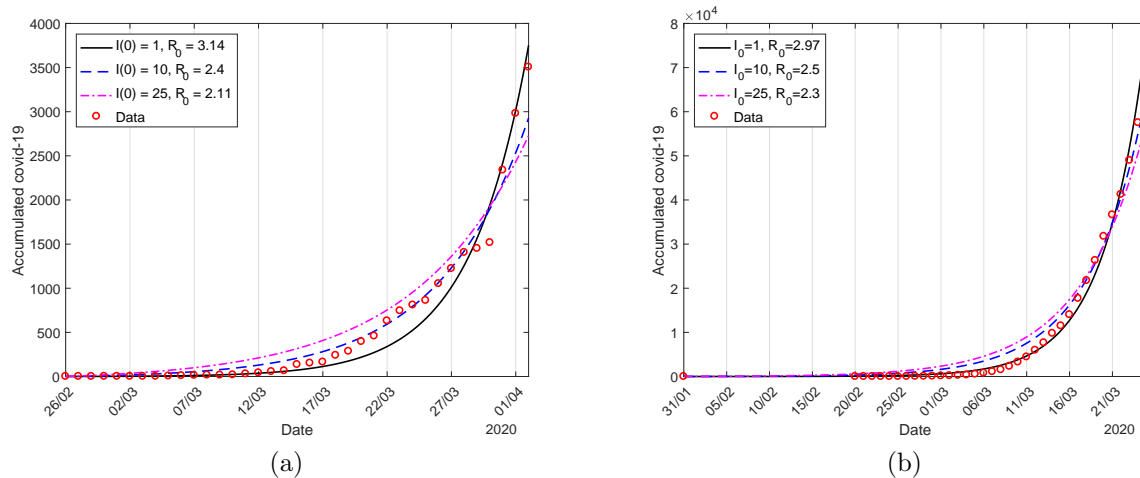 4000
3500
3000
2500
2000
1500
1000
500
0
Accumulated covid-19
I(0) = 1, R0 = 3.14
I(0) = 10, R0 = 2.4
I(0) = 25, R0 = 2.11
Data
26/02
02/03
07/03
12/03
17/03
22/03
27/03
01/04
Date
2020
(a)
×10^4
8
7
6
5
4
3
2
1
0
Accumulated covid-19
I0=1, R0=2.97
I0=10, R0=2.5
I0=25, R0=2.3
Data
31/01
05/02
10/02
15/02
20/02
25/02
01/03
06/03
11/03
16/03
21/03
Date
2020
(b)